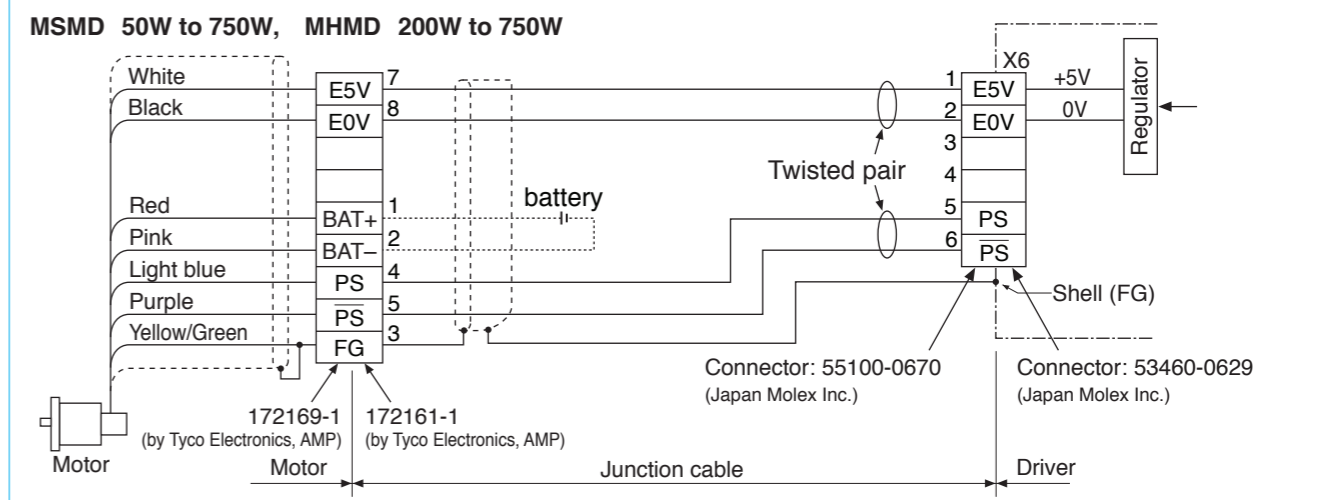 MSMD 50W to 750W, MHMD 200W to 750W
White
Black
Red
Pink
Light blue
Purple
Yellow/Green
Motor
E5V 7
E0V 8
BAT+ 1
BAT– 2
PS 4
P̅S̅ 5
FG 3
battery
Twisted pair
X6
1 E5V +5V
2 E0V 0V
3
4
5 PS
6 P̅S̅
Regulator
Shell (FG)
172169-1
(by Tyco Electronics, AMP)
172161-1
(by Tyco Electronics, AMP)
Connector: 55100-0670
(Japan Molex Inc.)
Connector: 53460-0629
(Japan Molex Inc.)
Motor
Junction cable
Driver